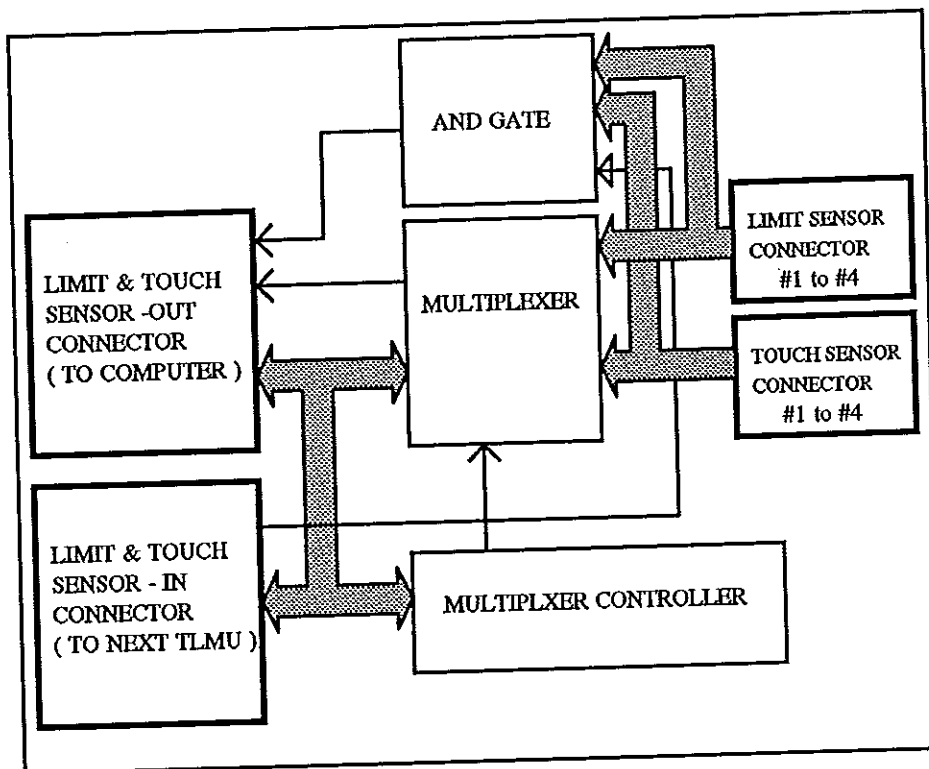 AND GATE
LIMIT SENSOR
CONNECTOR
#1 to #4
LIMIT & TOUCH
SENSOR -OUT
CONNECTOR
( TO COMPUTER )
MULTIPLEXER
TOUCH SENSOR
CONNECTOR
#1 to #4
LIMIT & TOUCH
SENSOR - IN
CONNECTOR
( TO NEXT TLMU )
MULTIPLXER CONTROLLER